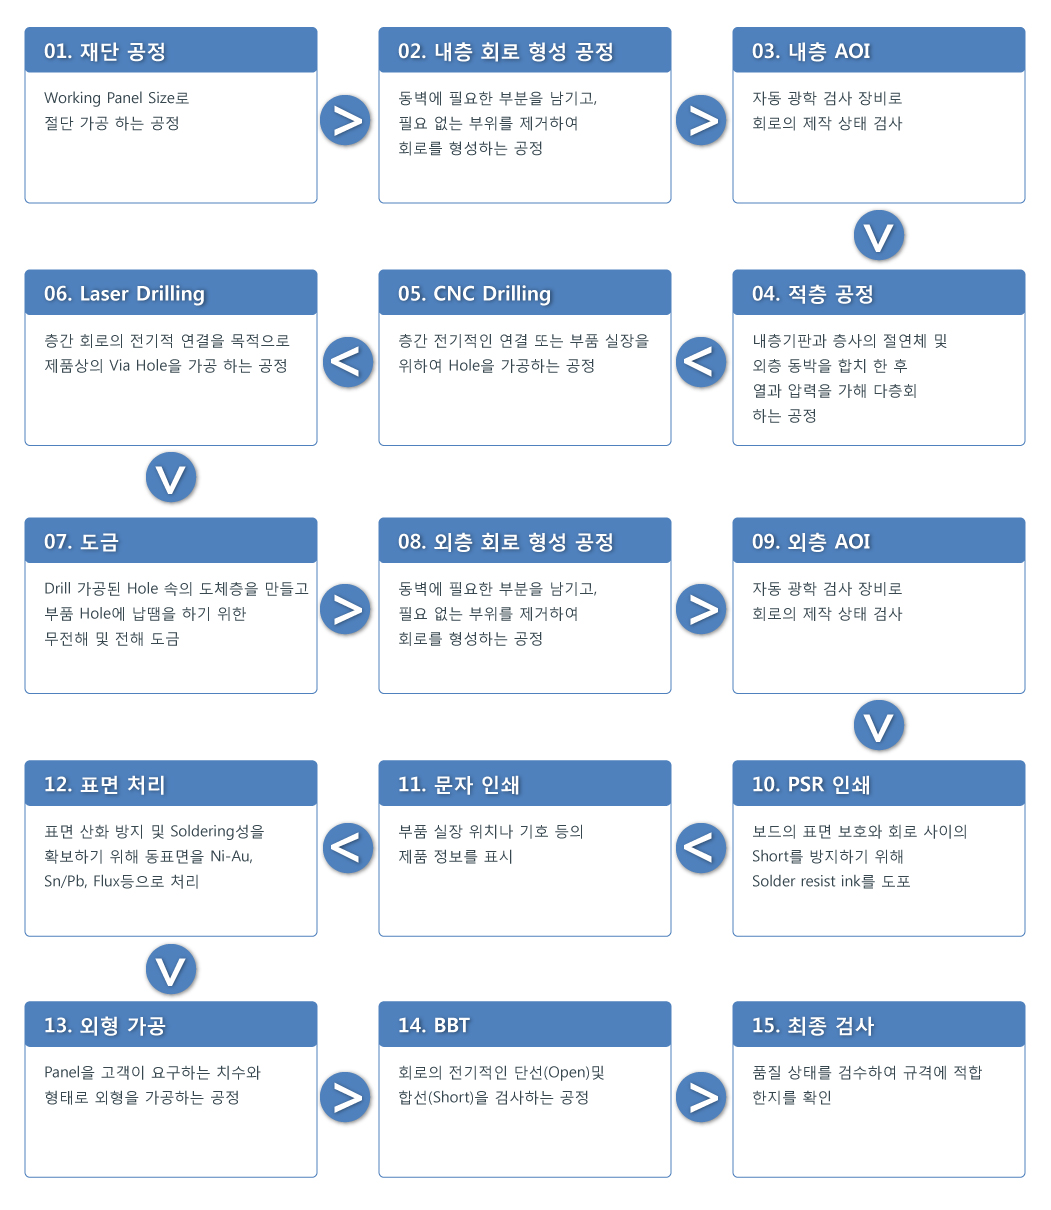 01. 재단 공정
Working Panel Size로
절단 가공 하는 공정
>
02. 내층 회로 형성 공정
동벽에 필요한 부분을 남기고,
필요 없는 부위를 제거하여
회로를 형성하는 공정
>
03. 내층 AOI
자동 광학 검사 장비로
회로의 제작 상태 검사
>
04. 적층 공정
내층기판과 층사의 절연체 및
외층 동박을 합치 한 후
열과 압력을 가해 다층회
하는 공정
<
05. CNC Drilling
층간 전기적인 연결 또는 부품 실장을
위하여 Hole을 가공하는 공정
<
06. Laser Drilling
층간 회로의 전기적 연결을 목적으로
제품상의 Via Hole을 가공 하는 공정
>
07. 도금
Drill 가공된 Hole 속의 도체층을 만들고
부품 Hole에 납땜을 하기 위한
무전해 및 전해 도금
>
08. 외층 회로 형성 공정
동벽에 필요한 부분을 남기고,
필요 없는 부위를 제거하여
회로를 형성하는 공정
>
09. 외층 AOI
자동 광학 검사 장비로
회로의 제작 상태 검사
>
10. PSR 인쇄
보드의 표면 보호와 회로 사이의
Short를 방지하기 위해
Solder resist ink를 도포
<
11. 문자 인쇄
부품 실장 위치나 기호 등의
제품 정보를 표시
<
12. 표면 처리
표면 산화 방지 및 Soldering성을
확보하기 위해 동표면을 Ni-Au,
Sn/Pb, Flux등으로 처리
>
13. 외형 가공
Panel을 고객이 요구하는 치수와
형태로 외형을 가공하는 공정
>
14. BBT
회로의 전기적인 단선(Open)및
합선(Short)을 검사하는 공정
>
15. 최종 검사
품질 상태를 검수하여 규격에 적합
한지를 확인